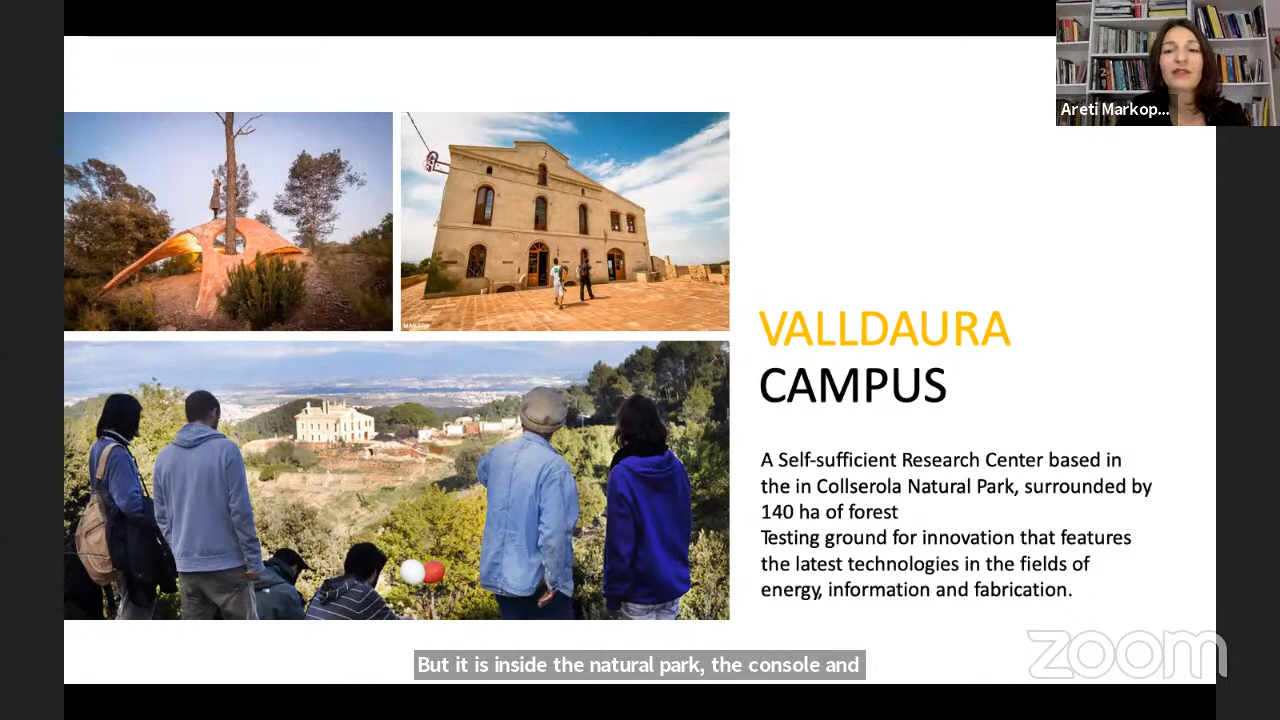 Areti Markop...
MAKERY
VALLDAURA
CAMPUS
A Self-sufficient Research Center based in
the in Collserola Natural Park, surrounded by
140 ha of forest
Testing ground for innovation that features
the latest technologies in the fields of
energy, information and fabrication.
zoom
But it is inside the natural park, the console and